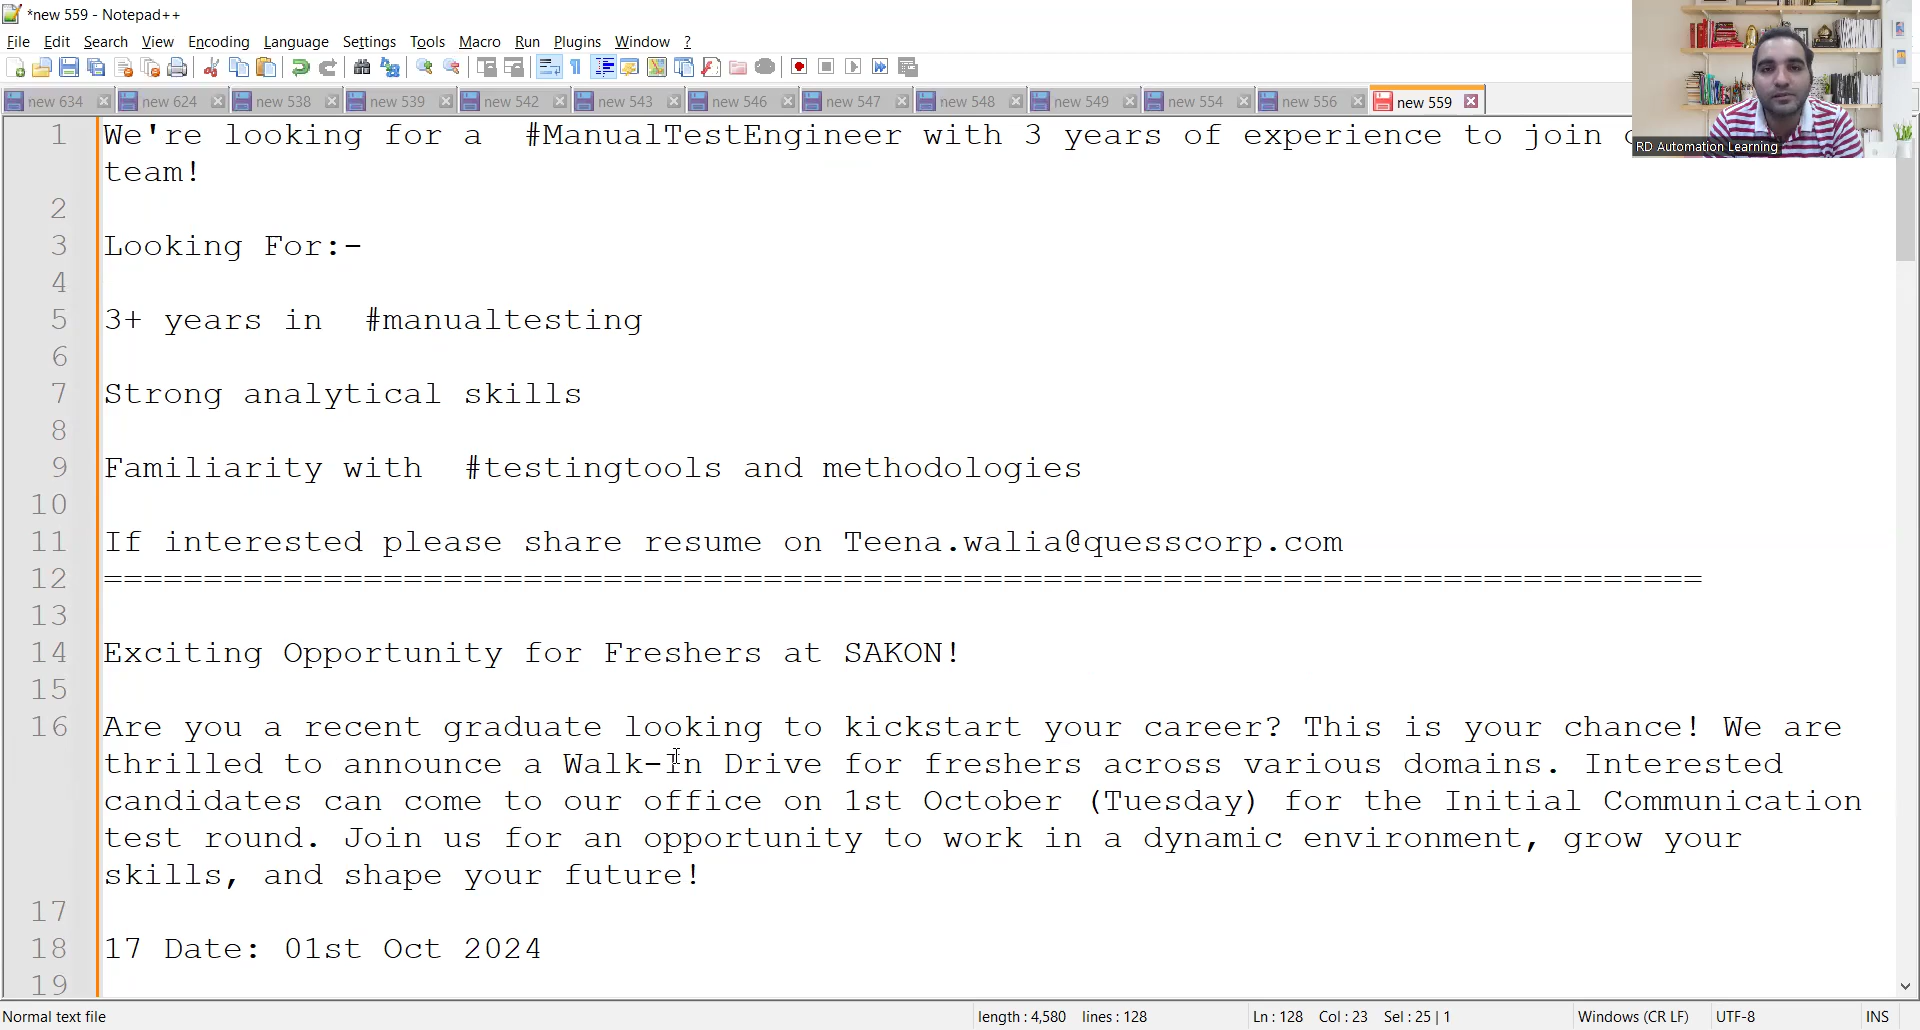 *new 559 - Notepad++
File Edit Search View Encoding Language Settings Tools Macro Run Plugins Window ?
new 634 new 624 new 538 new 539 new 542 new 543 new 546 new 547 new 548 new 549 new 554 new 556 new 559
1 We're looking for a  #ManualTestEngineer with 3 years of experience to join
team!
2
3 Looking For:-
4
5 3+ years in  #manualtesting
6
7 Strong analytical skills
8
9 Familiarity with  #testingtools and methodologies
10
11 If interested please share resume on Teena.walia@quesscorp.com
12 ================================================================================
13
14 Exciting Opportunity for Freshers at SAKON!
15
16 Are you a recent graduate looking to kickstart your career? This is your chance! We are
thrilled to announce a Walk-In Drive for freshers across various domains. Interested
candidates can come to our office on 1st October (Tuesday) for the Initial Communication
test round. Join us for an opportunity to work in a dynamic environment, grow your
skills, and shape your future!
17
18 17 Date: 01st Oct 2024
19
RD Automation Learning
Normal text file length : 4,580 lines : 128 Ln : 128 Col : 23 Sel : 25 | 1 Windows (CR LF) UTF-8 INS